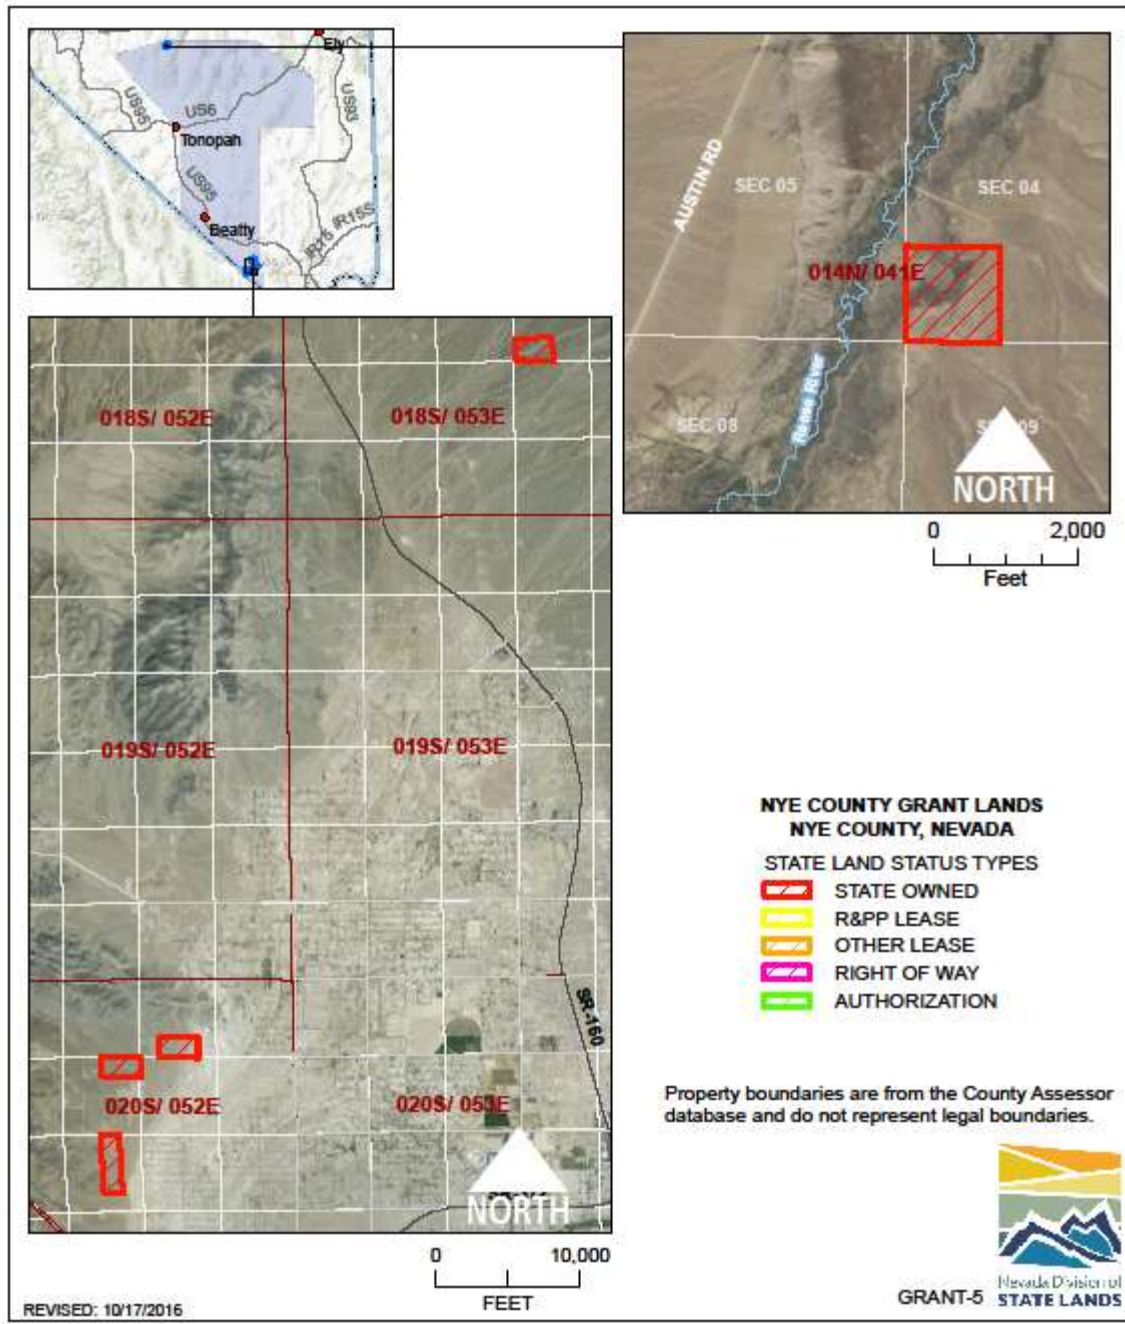 Ely
US95
US6
US93
Tonopah
US95
Beatty
IR15 IR15S
AUSTIN RD
SEC 05
SEC 04
014N/ 041E
Reese River
SEC 08
NORTH
0 2,000
Feet
018S/ 052E
018S/ 053E
019S/ 052E
019S/ 053E
SR-160
020S/ 052E
020S/ 053E
NORTH
0 10,000
FEET
NYE COUNTY GRANT LANDS
NYE COUNTY, NEVADA
STATE LAND STATUS TYPES
STATE OWNED
R&PP LEASE
OTHER LEASE
RIGHT OF WAY
AUTHORIZATION
Property boundaries are from the County Assessor
database and do not represent legal boundaries.
Nevada Division of
STATE LANDS
GRANT-5
REVISED: 10/17/2016